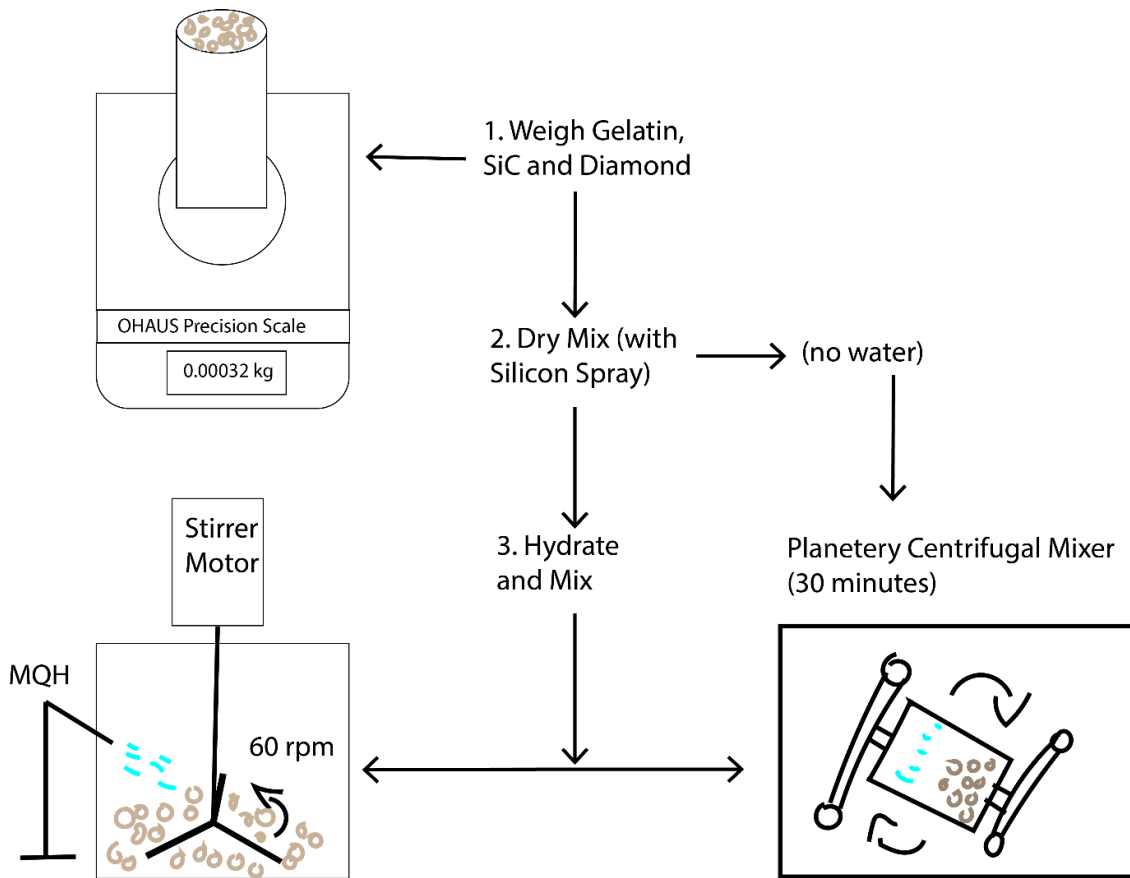 1. Weigh Gelatin,
SiC and Diamond
OHAUS Precision Scale
0.00032 kg
2. Dry Mix (with
Silicon Spray)
(no water)
Stirrer
Motor
3. Hydrate
and Mix
Planetery Centrifugal Mixer
(30 minutes)
MQH
60 rpm